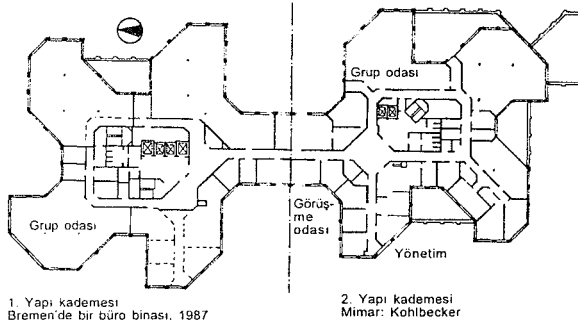 Grup odası
Grup odası
Görüş-
me
odası
Yönetim
1. Yapı kademesi
Bremen'de bir büro binası, 1987
2. Yapı kademesi
Mimar: Kohlbecker